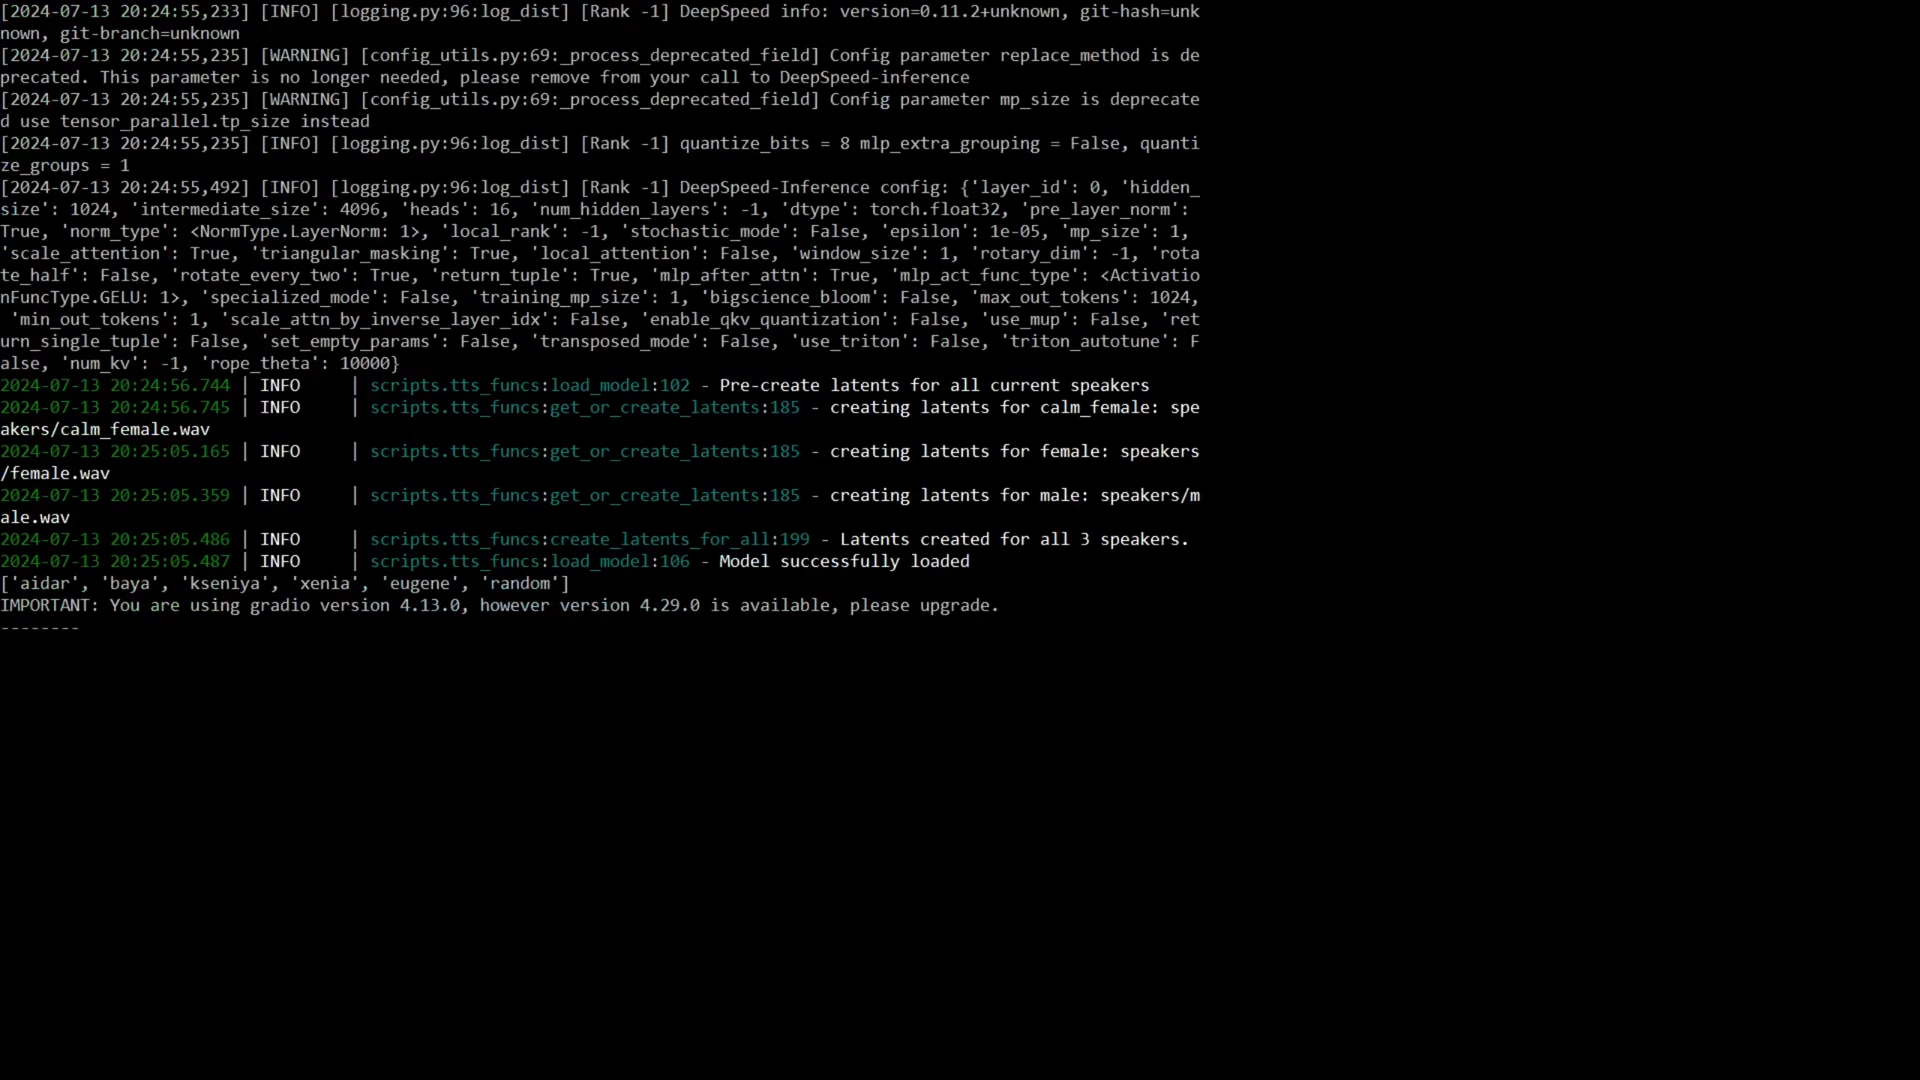 [2024-07-13 20:24:55,233] [INFO] [logging.py:96:log_dist] [Rank -1] DeepSpeed info: version=0.11.2+unknown, git-hash=unk
nown, git-branch=unknown
[2024-07-13 20:24:55,235] [WARNING] [config_utils.py:69:_process_deprecated_field] Config parameter replace_method is de
precated. This parameter is no longer needed, please remove from your call to DeepSpeed-inference
[2024-07-13 20:24:55,235] [WARNING] [config_utils.py:69:_process_deprecated_field] Config parameter mp_size is deprecate
d use tensor_parallel.tp_size instead
[2024-07-13 20:24:55,235] [INFO] [logging.py:96:log_dist] [Rank -1] quantize_bits = 8 mlp_extra_grouping = False, quanti
ze_groups = 1
[2024-07-13 20:24:55,492] [INFO] [logging.py:96:log_dist] [Rank -1] DeepSpeed-Inference config: {'layer_id': 0, 'hidden_
size': 1024, 'intermediate_size': 4096, 'heads': 16, 'num_hidden_layers': -1, 'dtype': torch.float32, 'pre_layer_norm':
True, 'norm_type': <NormType.LayerNorm: 1>, 'local_rank': -1, 'stochastic_mode': False, 'epsilon': 1e-05, 'mp_size': 1,
'scale_attention': True, 'triangular_masking': True, 'local_attention': False, 'window_size': 1, 'rotary_dim': -1, 'rota
te_half': False, 'rotate_every_two': True, 'return_tuple': True, 'mlp_after_attn': True, 'mlp_act_func_type': <Activatio
nFuncType.GELU: 1>, 'specialized_mode': False, 'training_mp_size': 1, 'bigscience_bloom': False, 'max_out_tokens': 1024,
 'min_out_tokens': 1, 'scale_attn_by_inverse_layer_idx': False, 'enable_qkv_quantization': False, 'use_mup': False, 'ret
urn_single_tuple': False, 'set_empty_params': False, 'transposed_mode': False, 'use_triton': False, 'triton_autotune': F
alse, 'num_kv': -1, 'rope_theta': 10000}
2024-07-13 20:24:56.744 | INFO     | scripts.tts_funcs:load_model:102 - Pre-create latents for all current speakers
2024-07-13 20:24:56.745 | INFO     | scripts.tts_funcs:get_or_create_latents:185 - creating latents for calm_female: spe
akers/calm_female.wav
2024-07-13 20:25:05.165 | INFO     | scripts.tts_funcs:get_or_create_latents:185 - creating latents for female: speakers
/female.wav
2024-07-13 20:25:05.359 | INFO     | scripts.tts_funcs:get_or_create_latents:185 - creating latents for male: speakers/m
ale.wav
2024-07-13 20:25:05.486 | INFO     | scripts.tts_funcs:create_latents_for_all:199 - Latents created for all 3 speakers.
2024-07-13 20:25:05.487 | INFO     | scripts.tts_funcs:load_model:106 - Model successfully loaded
['aidar', 'baya', 'kseniya', 'xenia', 'eugene', 'random']
IMPORTANT: You are using gradio version 4.13.0, however version 4.29.0 is available, please upgrade.
--------